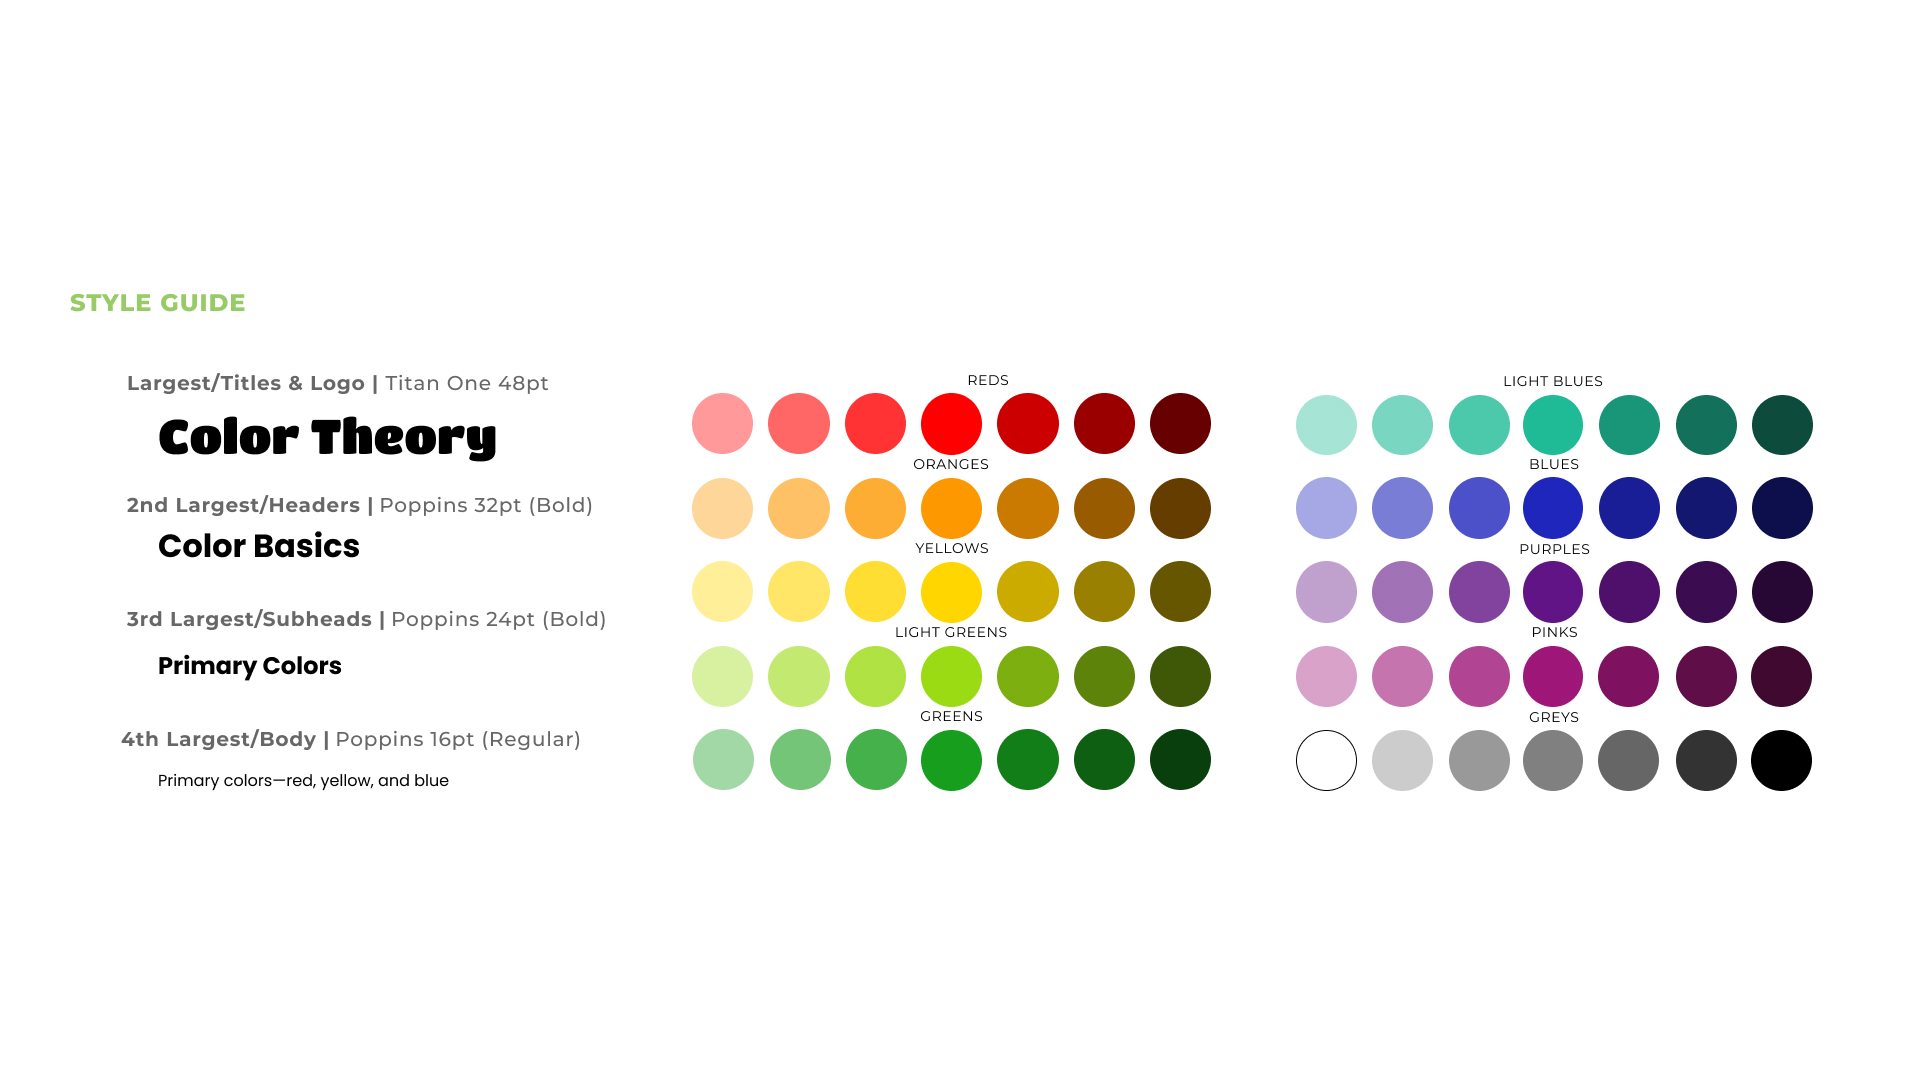 STYLE GUIDE
Largest/Titles & Logo | Titan One 48pt
Color Theory
2nd Largest/Headers | Poppins 32pt (Bold)
Color Basics
3rd Largest/Subheads | Poppins 24pt (Bold)
Primary Colors
4th Largest/Body | Poppins 16pt (Regular)
Primary colors—red, yellow, and blue
REDS
ORANGES
YELLOWS
LIGHT GREENS
GREENS
LIGHT BLUES
BLUES
PURPLES
PINKS
GREYS